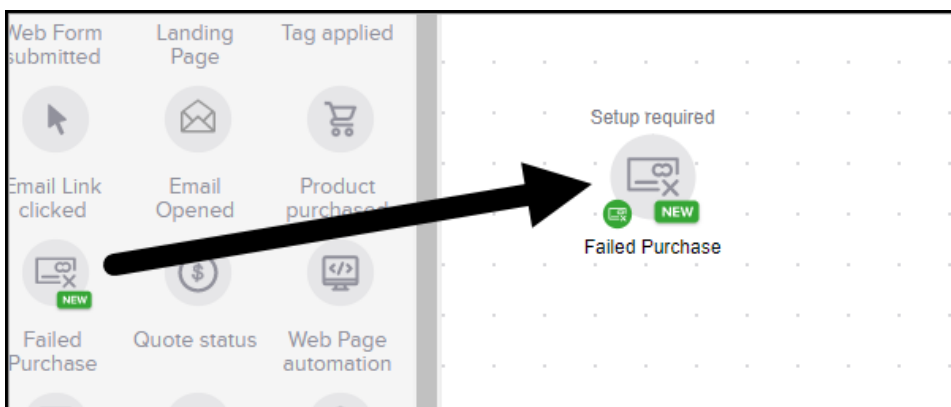 Web Form
submitted
Landing
Page
Tag applied
Email Link
clicked
Email
Opened
Product
purchased
NEW
Failed
Purchase
Quote status
Web Page
automation
Setup required
NEW
Failed Purchase